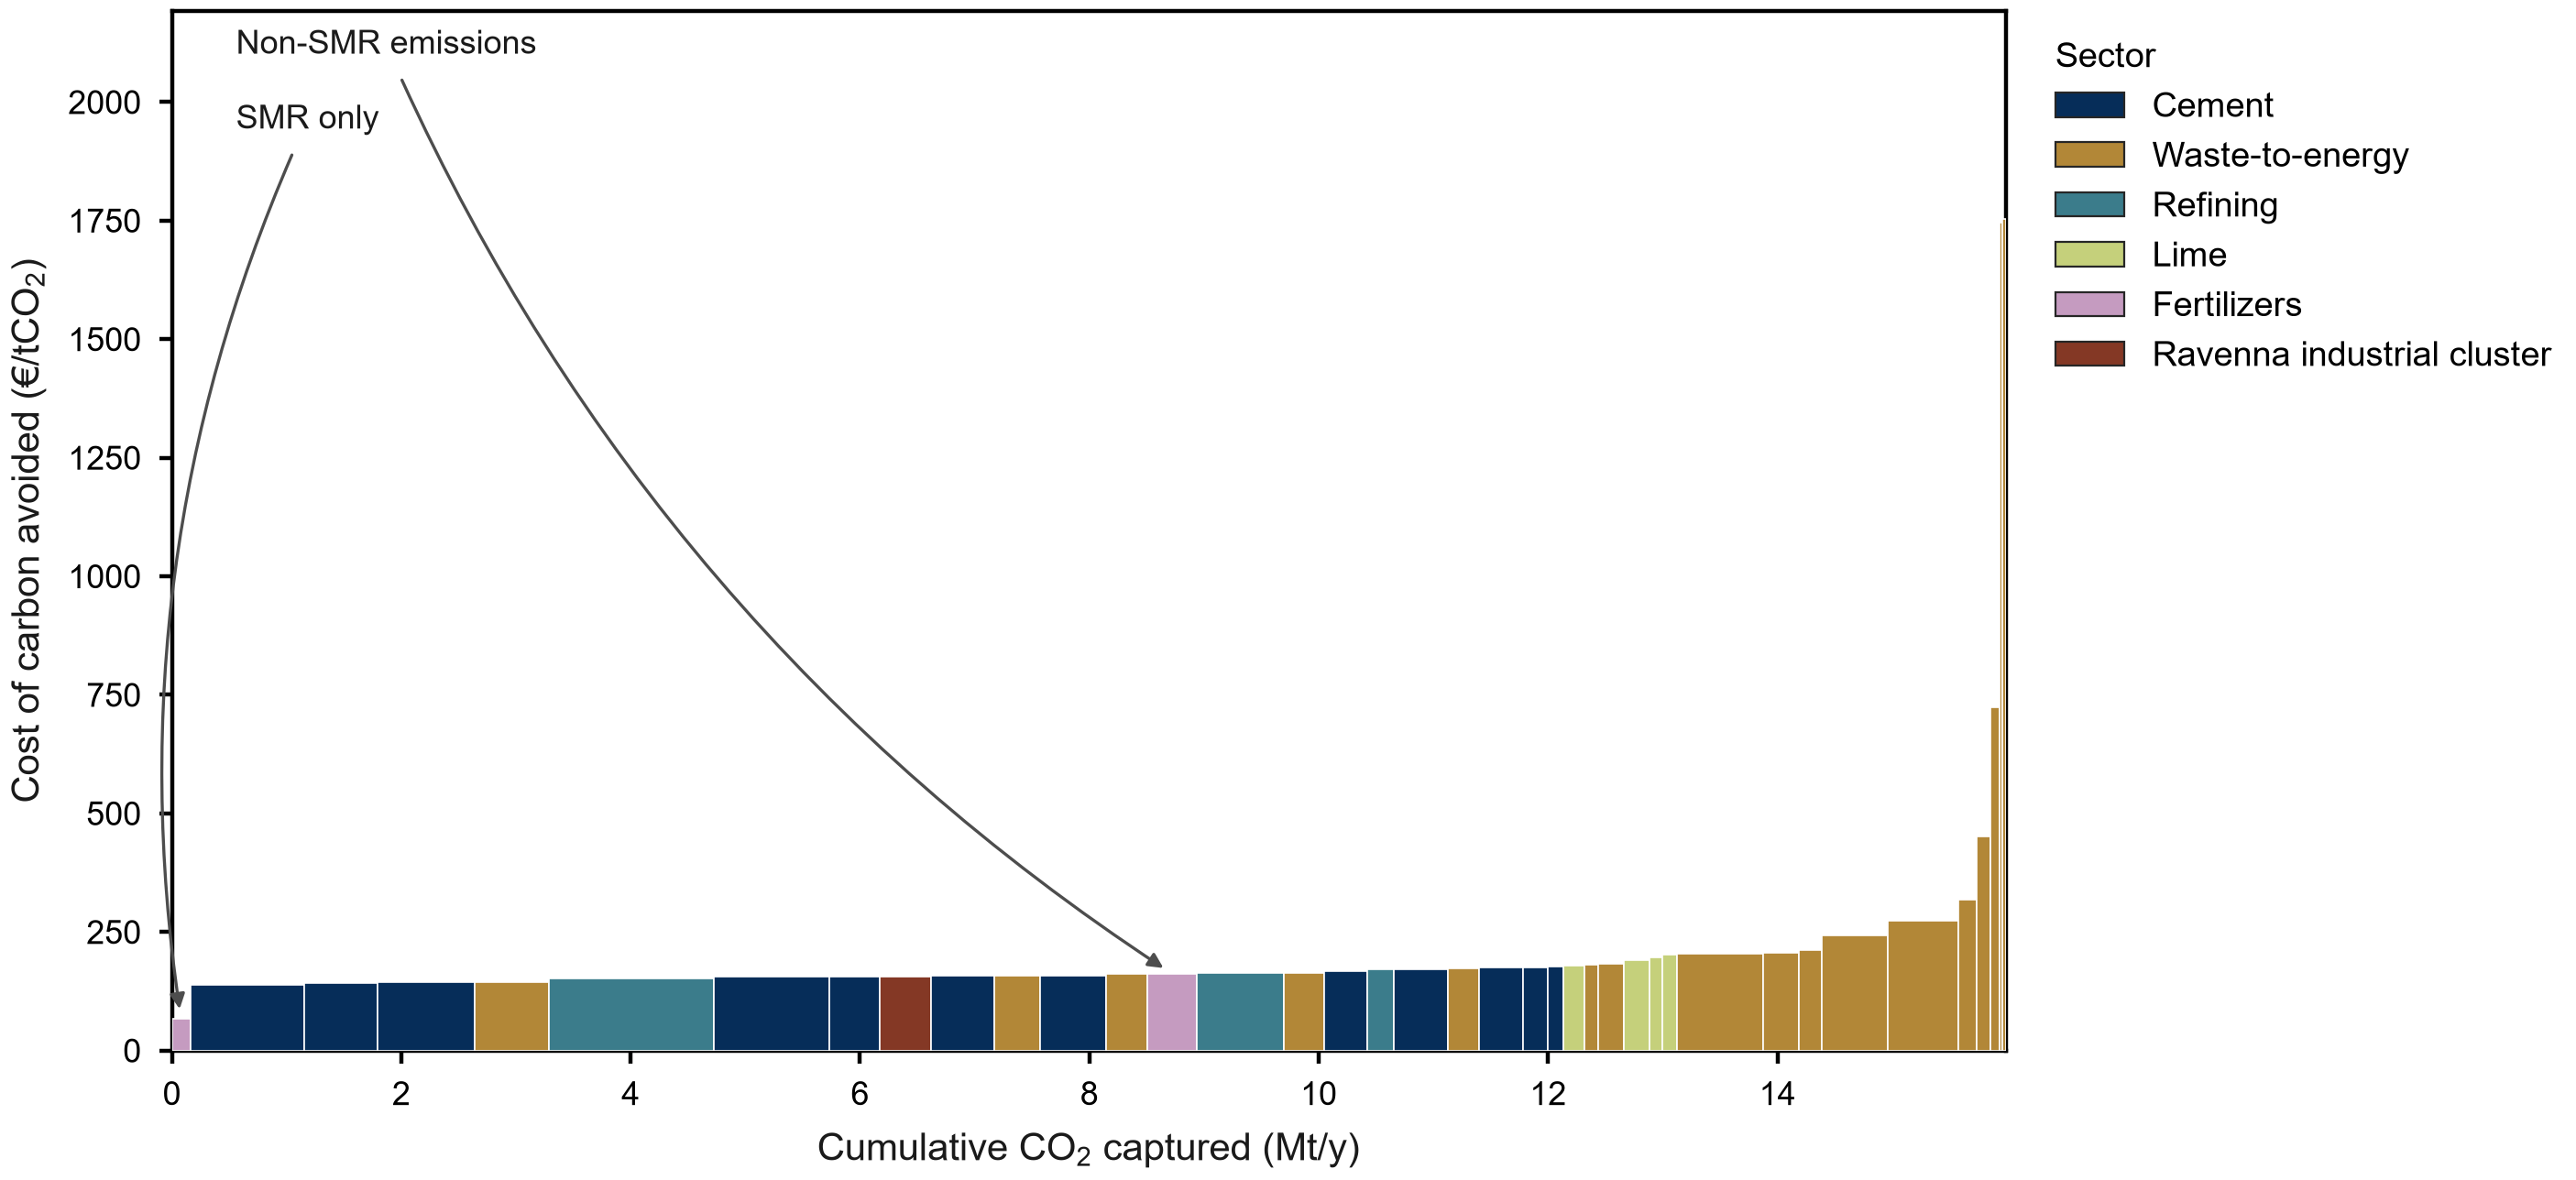 Non-SMR emissions
SMR only
Cost of carbon avoided (€/tCO₂)
2000
1750
1500
1250
1000
750
500
250
0
0 2 4 6 8 10 12 14
Cumulative CO₂ captured (Mt/y)
Sector
Cement
Waste-to-energy
Refining
Lime
Fertilizers
Ravenna industrial cluster